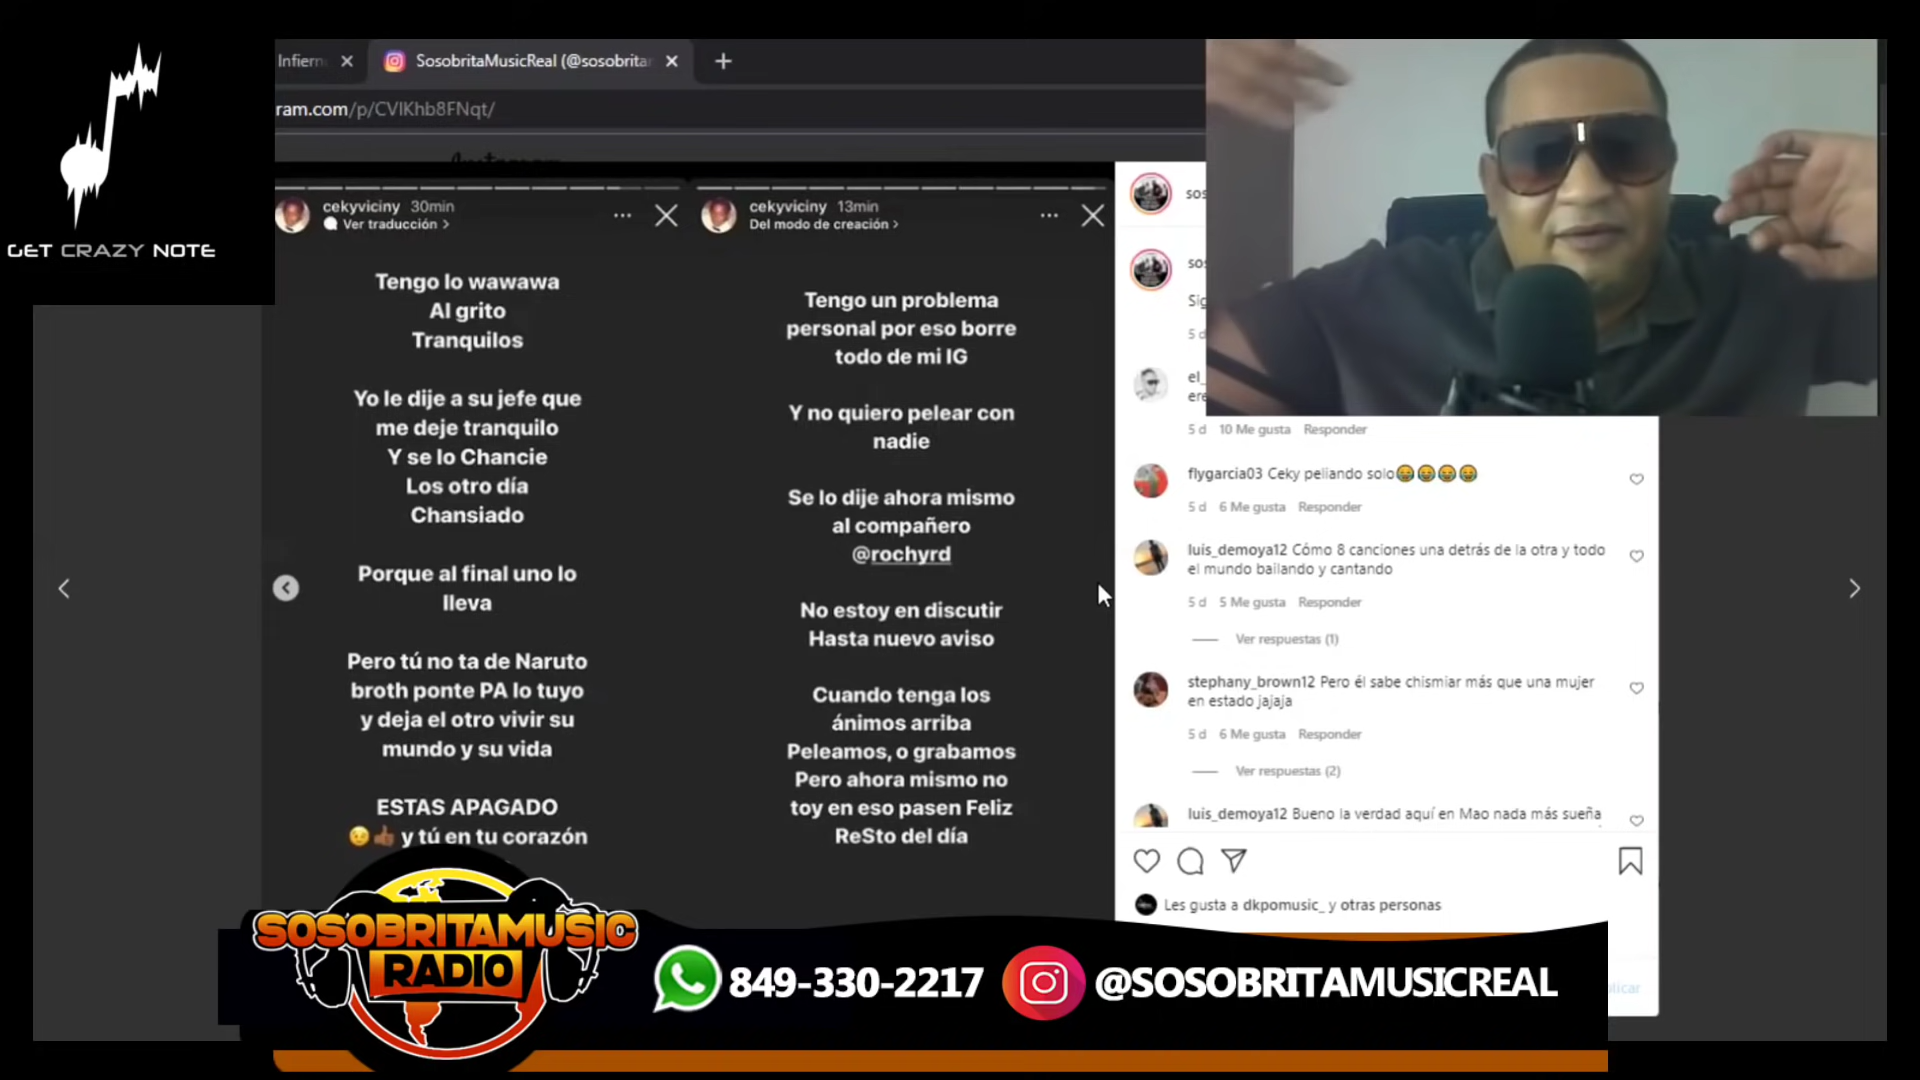 GET CRAZY NOTE
Infiern
SosobritaMusicReal (@sosobritar
ram.com/p/CVIKhb8FNqt/
cekyviciny 30min
Ver traducción >
Tengo lo wawawa
Al grito
Tranquilos
Yo le dije a su jefe que
me deje tranquilo
Y se lo Chancie
Los otro día
Chansiado
Porque al final uno lo
lleva
Pero tú no ta de Naruto
broth ponte PA lo tuyo
y deja el otro vivir su
mundo y su vida
ESTAS APAGADO
😉👍🏾 y tú en tu corazón
cekyviciny 13min
Del modo de creación >
Tengo un problema
personal por eso borre
todo de mi IG
Y no quiero pelear con
nadie
Se lo dije ahora mismo
al compañero
@rochyrd
No estoy en discutir
Hasta nuevo aviso
Cuando tenga los
ánimos arriba
Peleamos, o grabamos
Pero ahora mismo no
toy en eso pasen Feliz
ReSto del día
sos
sos
Sig
5 d
el_
ere
5 d 10 Me gusta Responder
flygarcia03 Ceky peliando solo😂😂😂😂
5 d 6 Me gusta Responder
luis_demoya12 Cómo 8 canciones una detrás de la otra y todo
el mundo bailando y cantando
5 d 5 Me gusta Responder
Ver respuestas (1)
stephany_brown12 Pero él sabe chismiar más que una mujer
en estado jajaja
5 d 6 Me gusta Responder
Ver respuestas (2)
luis_demoya12 Bueno la verdad aquí en Mao nada más sueña
Les gusta a dkpomusic_ y otras personas
licar
SOSOBRITAMUSIC
RADIO
849-330-2217
@SOSOBRITAMUSICREAL